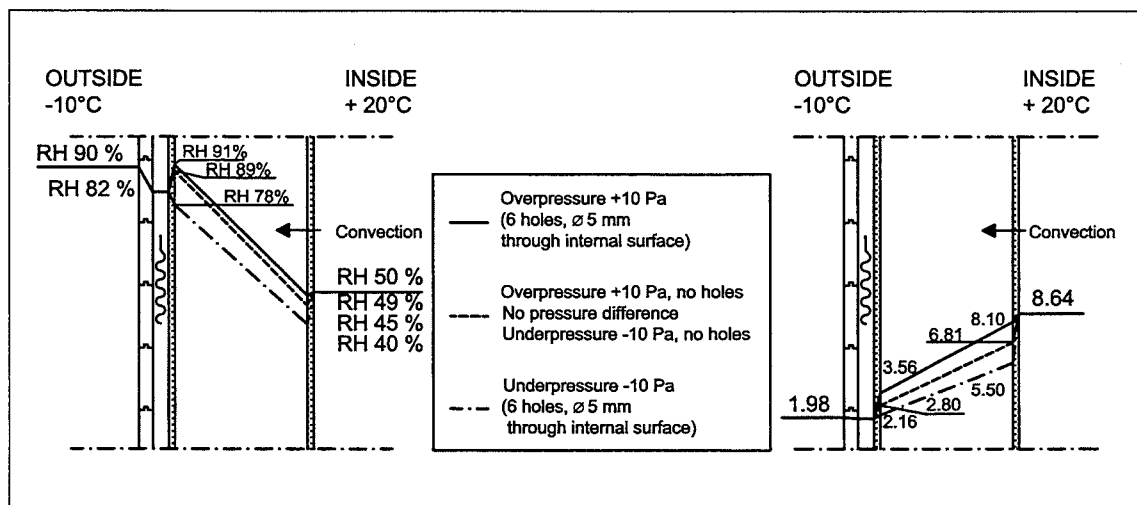 OUTSIDE
-10°C
INSIDE
+ 20°C
RH 90 %
RH 82 %
RH 91%
RH 89%
RH 78%
Convection
RH 50 %
RH 49 %
RH 45 %
RH 40 %
Overpressure +10 Pa
(6 holes, ⌀ 5 mm
through internal surface)
Overpressure +10 Pa, no holes
No pressure difference
Underpressure -10 Pa, no holes
Underpressure -10 Pa
(6 holes, ⌀ 5 mm
through internal surface)
OUTSIDE
-10°C
INSIDE
+ 20°C
Convection
8.64
8.10
6.81
3.56
5.50
2.80
1.98
2.16